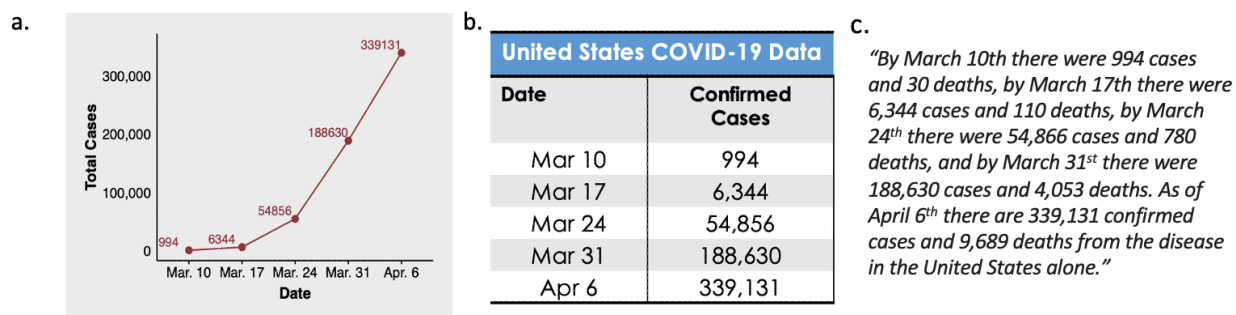 a.
339131
300,000
Total Cases
200,000
188630
100,000
54856
994
6344
0
Mar. 10 Mar. 17 Mar. 24 Mar. 31 Apr. 6
Date
b.
United States COVID-19 Data
Date Confirmed
Cases
Mar 10 994
Mar 17 6,344
Mar 24 54,856
Mar 31 188,630
Apr 6 339,131
c.
“By March 10th there were 994 cases
and 30 deaths, by March 17th there were
6,344 cases and 110 deaths, by March
24th there were 54,866 cases and 780
deaths, and by March 31st there were
188,630 cases and 4,053 deaths. As of
April 6th there are 339,131 confirmed
cases and 9,689 deaths from the disease
in the United States alone.”